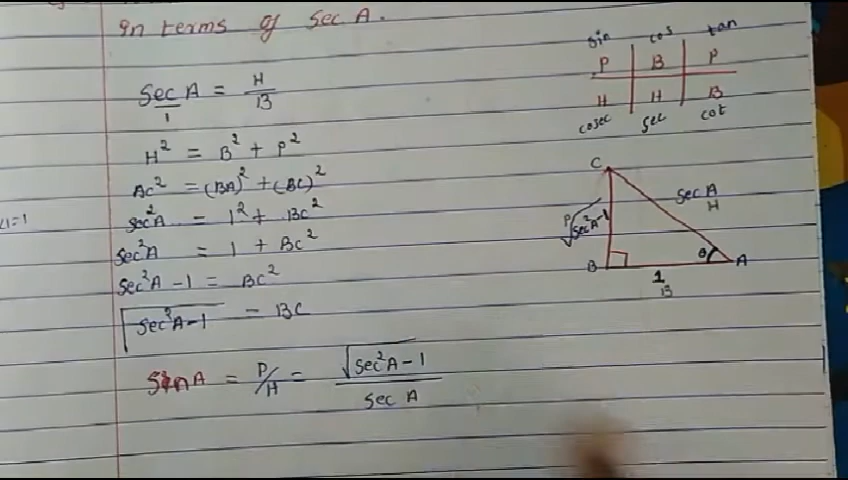 In terms of Sec A.
sin cos tan
P B P
H H B
cosec sec cot
Sec A/1 = H/B
H² = B² + P²
AC² = (BA)² + (BC)²
sec²A = 1² + BC²
∠1=1
sec²A = 1 + BC²
sec²A - 1 = BC²
√sec²A-1 = BC
SinA = P/H = √sec²A-1 / sec A
C
sec A
H
P
√sec²A-1
B
θ
A
1
B